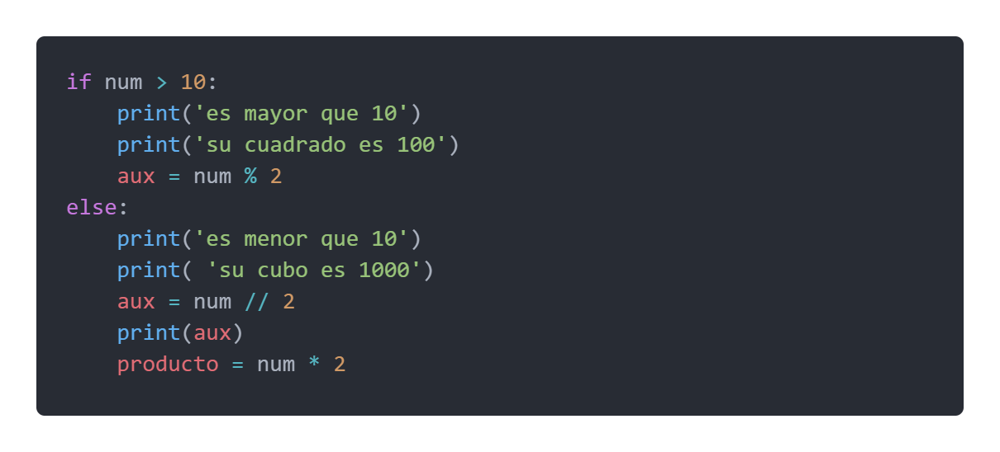 if num > 10:
    print('es mayor que 10')
    print('su cuadrado es 100')
    aux = num % 2
else:
    print('es menor que 10')
    print( 'su cubo es 1000')
    aux = num // 2
    print(aux)
    producto = num * 2